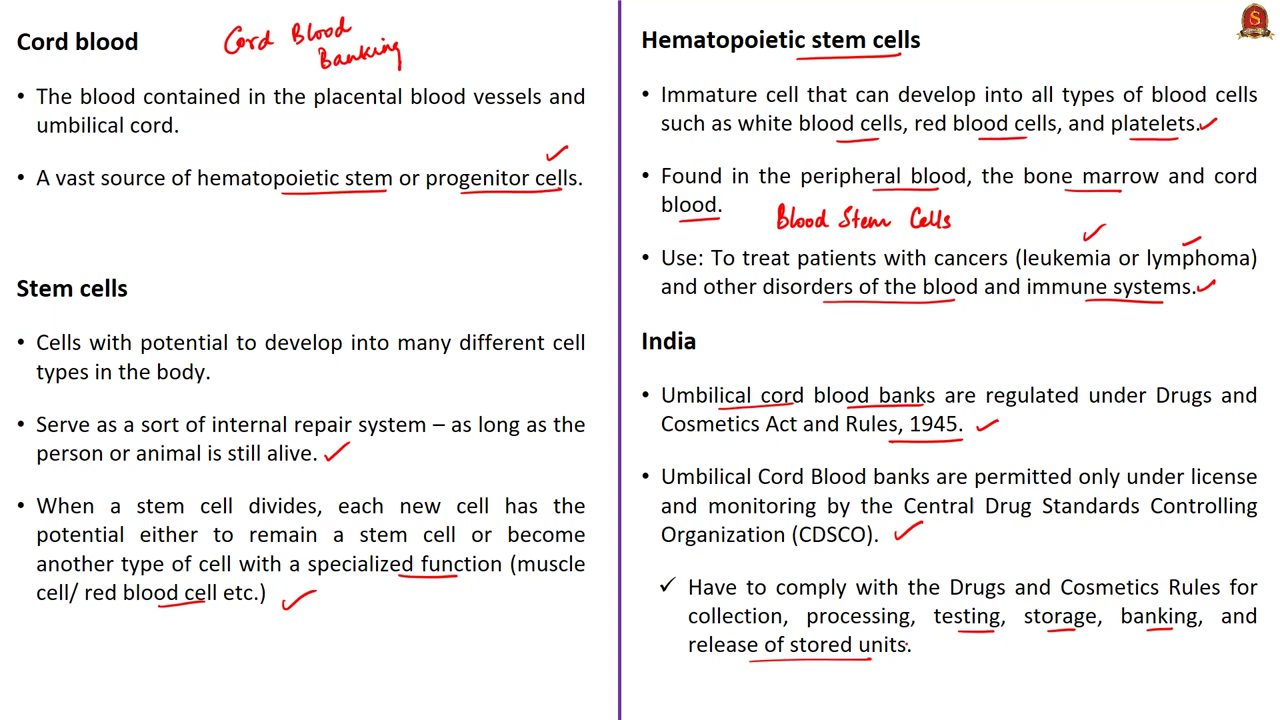 Cord blood
Cord Blood
Banking
• The blood contained in the placental blood vessels and
umbilical cord.
• A vast source of hematopoietic stem or progenitor cells.
Stem cells
• Cells with potential to develop into many different cell
types in the body.
• Serve as a sort of internal repair system – as long as the
person or animal is still alive.
• When a stem cell divides, each new cell has the
potential either to remain a stem cell or become
another type of cell with a specialized function (muscle
cell/ red blood cell etc.)
Hematopoietic stem cells
• Immature cell that can develop into all types of blood cells
such as white blood cells, red blood cells, and platelets.
• Found in the peripheral blood, the bone marrow and cord
blood.
Blood Stem Cells
• Use: To treat patients with cancers (leukemia or lymphoma)
and other disorders of the blood and immune systems.
India
• Umbilical cord blood banks are regulated under Drugs and
Cosmetics Act and Rules, 1945.
• Umbilical Cord Blood banks are permitted only under license
and monitoring by the Central Drug Standards Controlling
Organization (CDSCO).
✓ Have to comply with the Drugs and Cosmetics Rules for
collection, processing, testing, storage, banking, and
release of stored units.
S